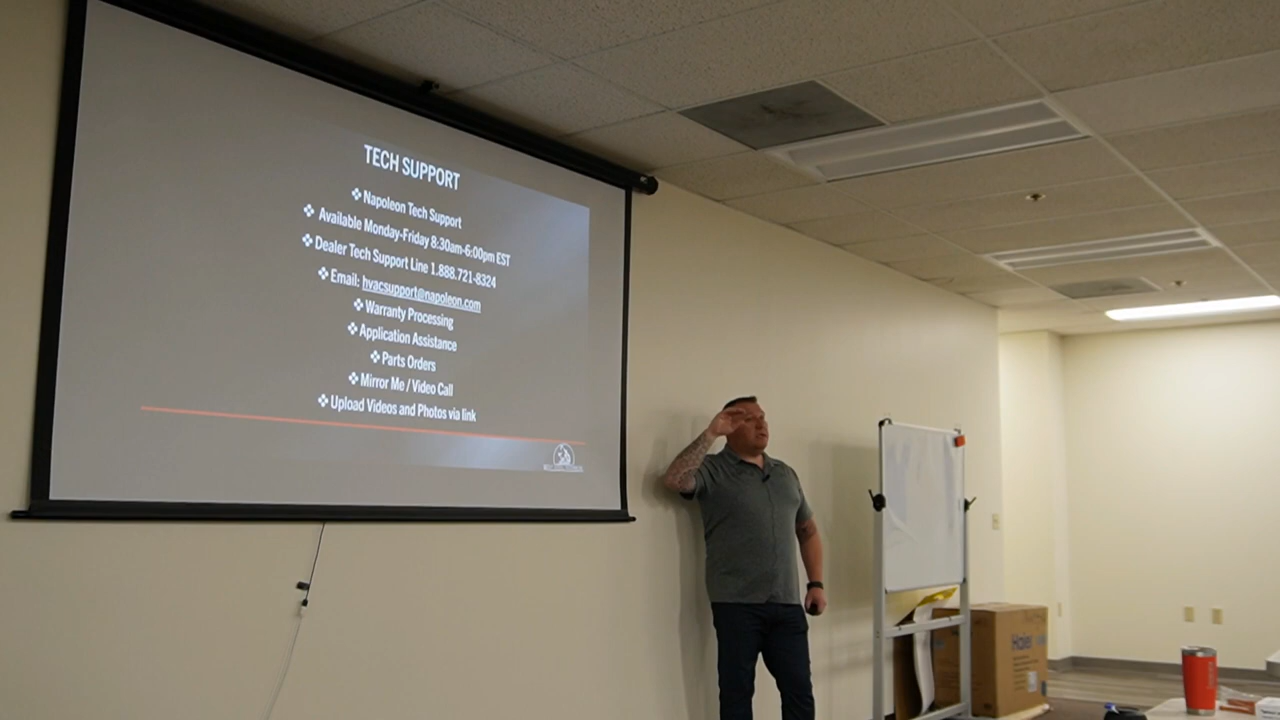 TECH SUPPORT
❖ Napoleon Tech Support
❖ Available Monday-Friday 8:30am-6:00pm EST
❖ Dealer Tech Support Line 1.888.721-8324
❖ Email: hvacsupport@napoleon.com
❖ Warranty Processing
❖ Application Assistance
❖ Parts Orders
❖ Mirror Me / Video Call
❖ Upload Videos and Photos via link
Haier